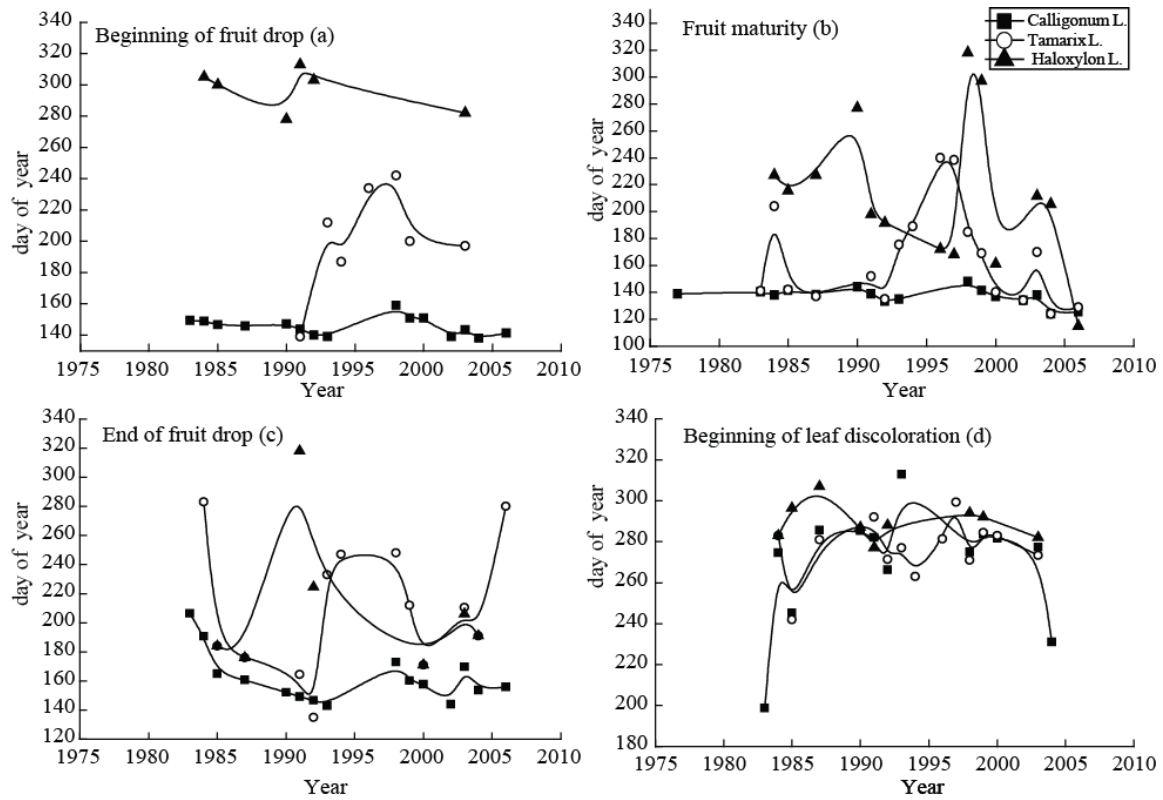 Beginning of fruit drop (a)
day of year
340
320
300
280
260
240
220
200
180
160
140
1975 1980 1985 1990 1995 2000 2005 2010
Year
Fruit maturity (b)
Calligonum L.
Tamarix L.
Haloxylon L.
day of year
340
320
300
280
260
240
220
200
180
160
140
120
100
1975 1980 1985 1990 1995 2000 2005 2010
Year
End of fruit drop (c)
day of year
340
320
300
280
260
240
220
200
180
160
140
120
1975 1980 1985 1990 1995 2000 2005 2010
Year
Beginning of leaf discoloration (d)
day of year
340
320
300
280
260
240
220
200
180
1975 1980 1985 1990 1995 2000 2005 2010
Year